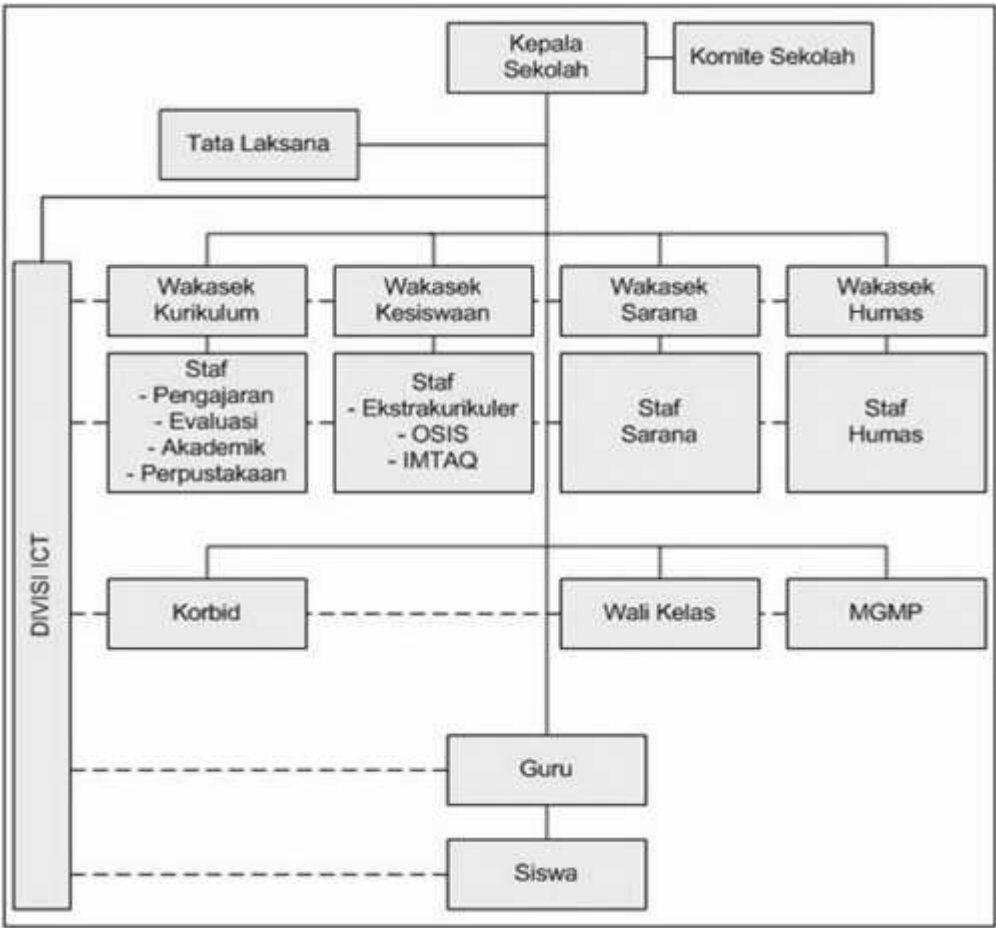 Kepala
Sekolah
Komite Sekolah
Tata Laksana
DIVISI ICT
Wakasek
Kurikulum
Wakasek
Kesiswaan
Wakasek
Sarana
Wakasek
Humas
Staf
- Pengajaran
- Evaluasi
- Akademik
- Perpustakaan
Staf
- Ekstrakurikuler
- OSIS
- IMTAQ
Staf
Sarana
Staf
Humas
Korbid
Wali Kelas
MGMP
Guru
Siswa